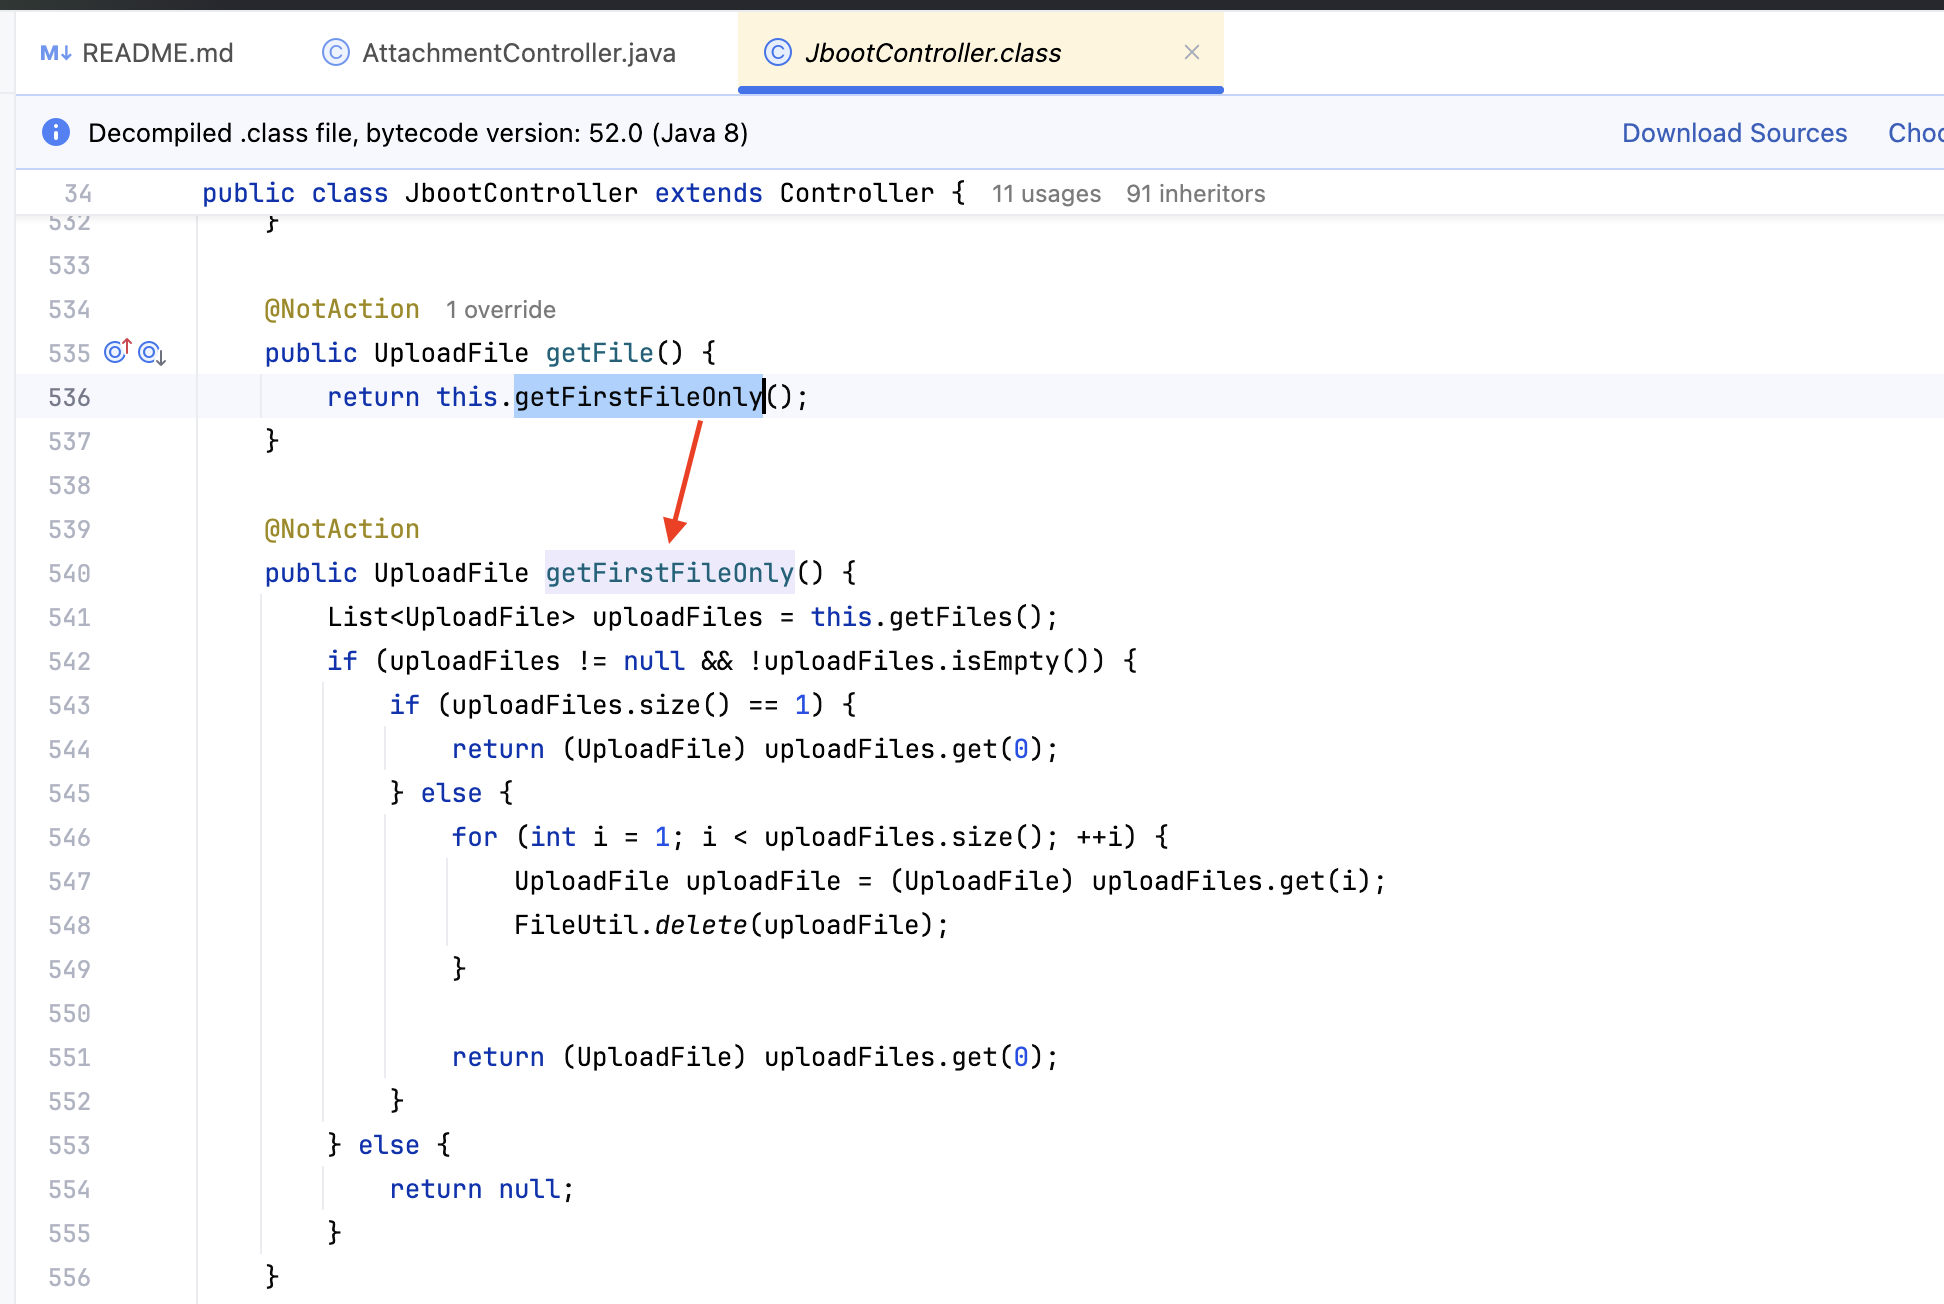 README.md AttachmentController.java JbootController.class
Decompiled .class file, bytecode version: 52.0 (Java 8) Download Sources Choo
34 public class JbootController extends Controller { 11 usages 91 inheritors
532 }
533
534 @NotAction 1 override
535 public UploadFile getFile() {
536 return this.getFirstFileOnly();
537 }
538
539 @NotAction
540 public UploadFile getFirstFileOnly() {
541 List<UploadFile> uploadFiles = this.getFiles();
542 if (uploadFiles != null && !uploadFiles.isEmpty()) {
543 if (uploadFiles.size() == 1) {
544 return (UploadFile) uploadFiles.get(0);
545 } else {
546 for (int i = 1; i < uploadFiles.size(); ++i) {
547 UploadFile uploadFile = (UploadFile) uploadFiles.get(i);
548 FileUtil.delete(uploadFile);
549 }
550
551 return (UploadFile) uploadFiles.get(0);
552 }
553 } else {
554 return null;
555 }
556 }